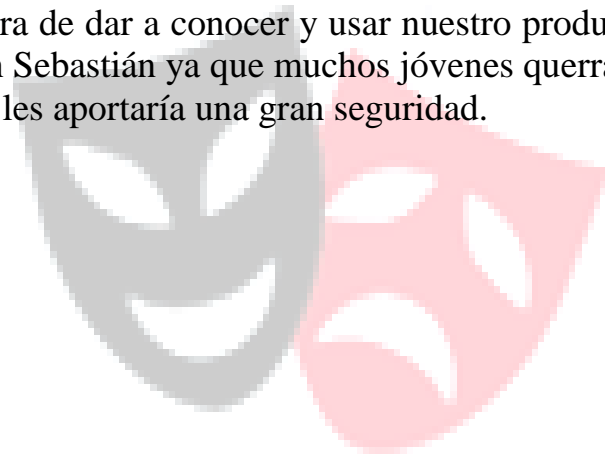 ra de dar a conocer y usar nuestro produ
n Sebastián ya que muchos jóvenes querra
les aportaría una gran seguridad.